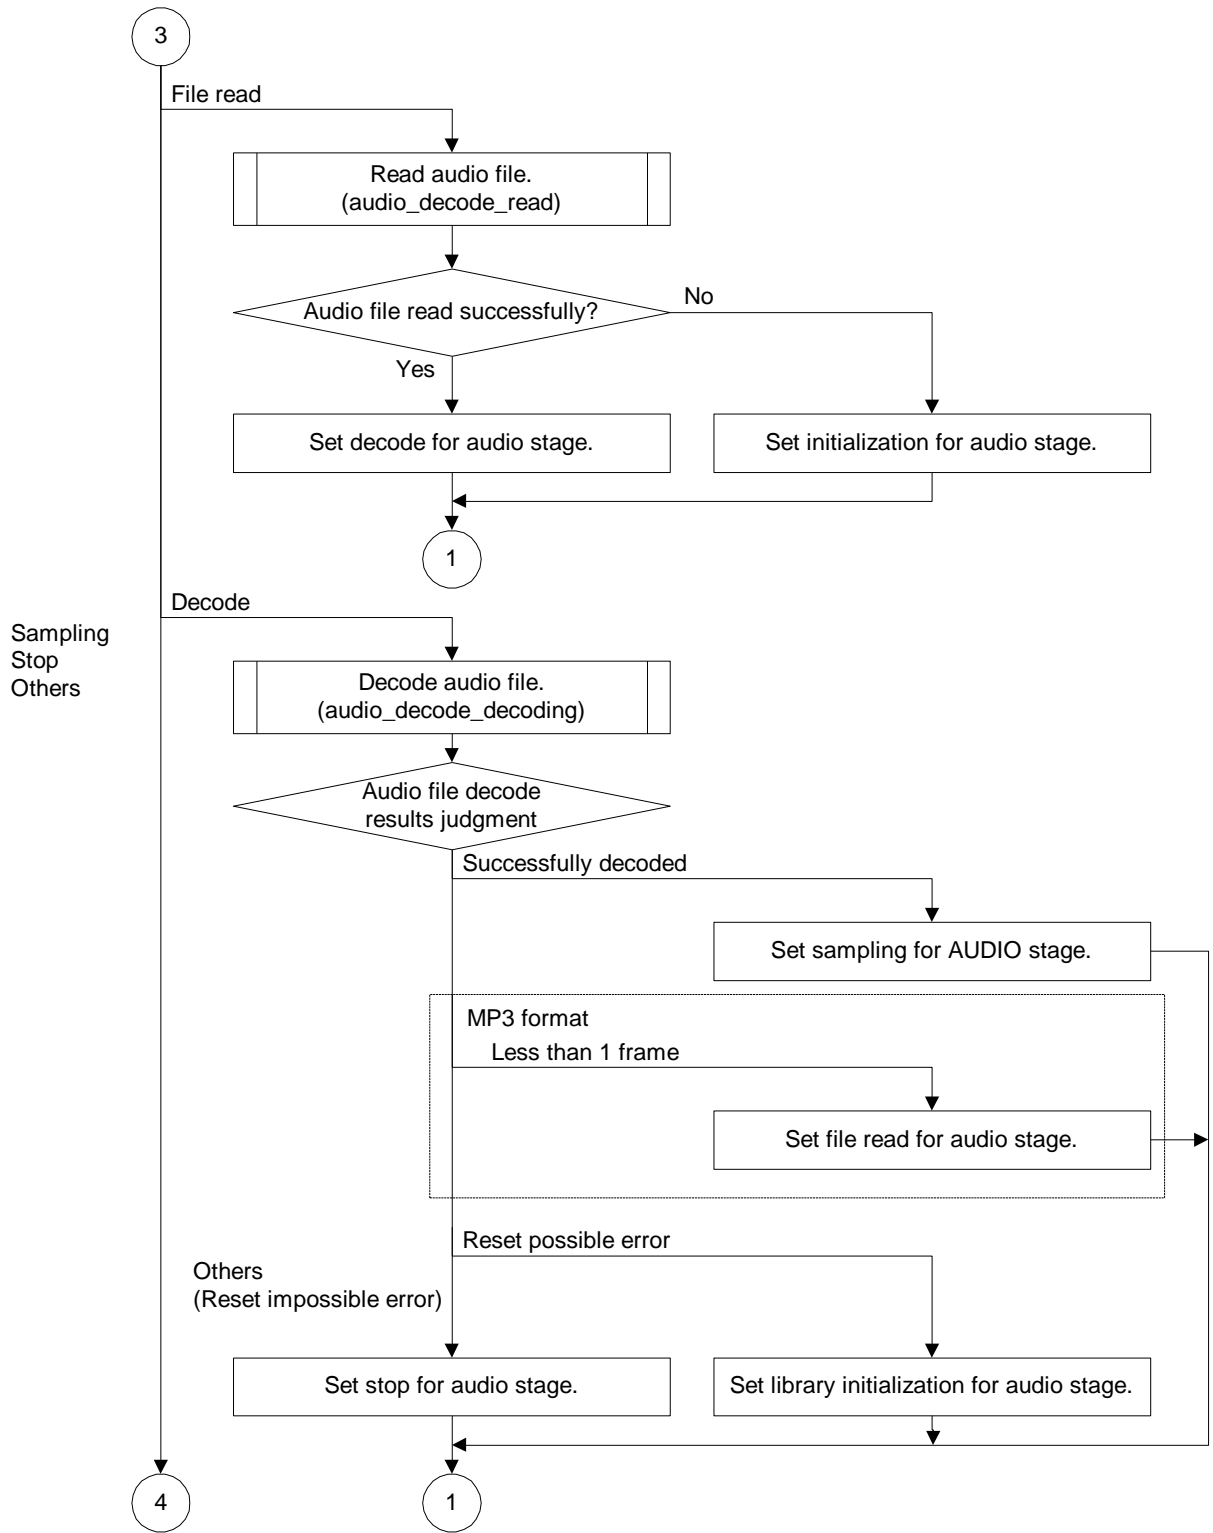 3
File read
Read audio file.
(audio_decode_read)
Audio file read successfully?
No
Yes
Set decode for audio stage.
Set initialization for audio stage.
1
Decode
Sampling
Stop
Others
Decode audio file.
(audio_decode_decoding)
Audio file decode
results judgment
Successfully decoded
Set sampling for AUDIO stage.
MP3 format
Less than 1 frame
Set file read for audio stage.
Reset possible error
Others
(Reset impossible error)
Set stop for audio stage.
Set library initialization for audio stage.
4
1